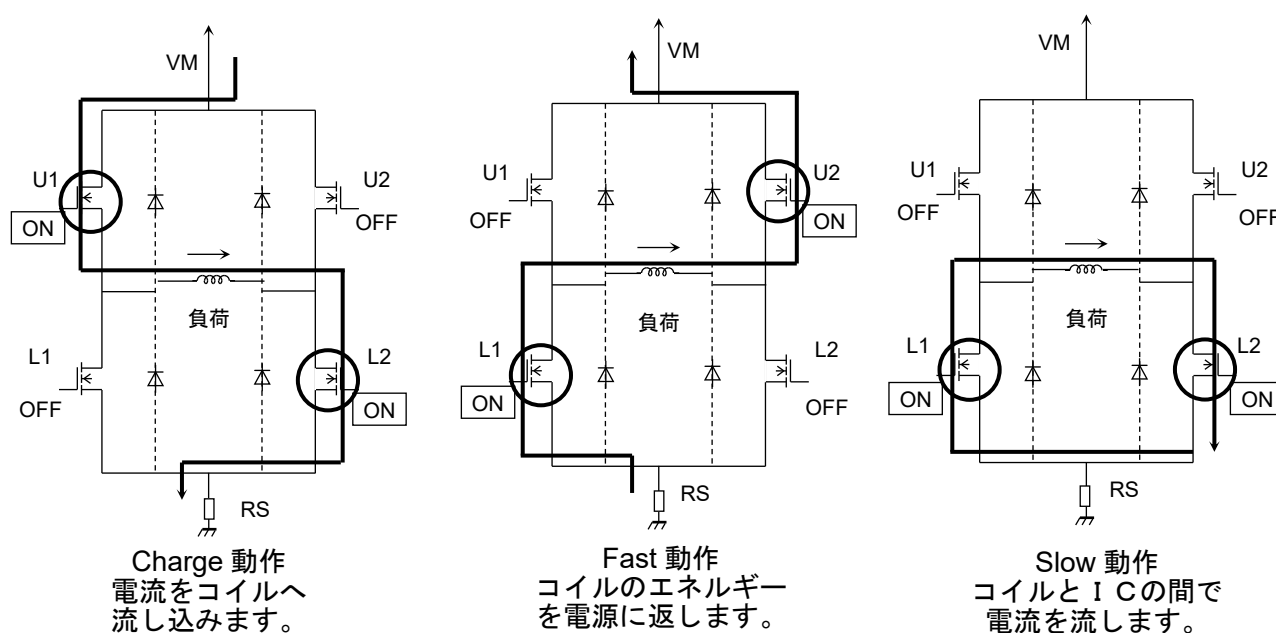 VM
U1
U2
ON
OFF
負荷
L1
L2
OFF
ON
RS
Charge 動作
電流をコイルへ
流し込みます。
VM
U1
U2
OFF
ON
負荷
L1
L2
ON
OFF
RS
Fast 動作
コイルのエネルギー
を電源に返します。
VM
U1
U2
OFF
OFF
負荷
L1
L2
ON
ON
RS
Slow 動作
コイルとＩＣの間で
電流を流します。